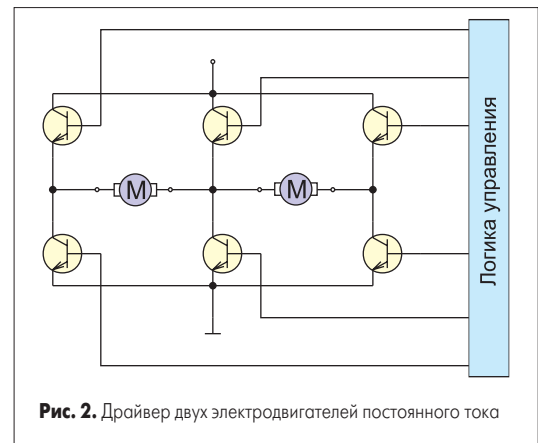 Логика управления
M
M
Рис. 2. Драйвер двух электродвигателей постоянного тока